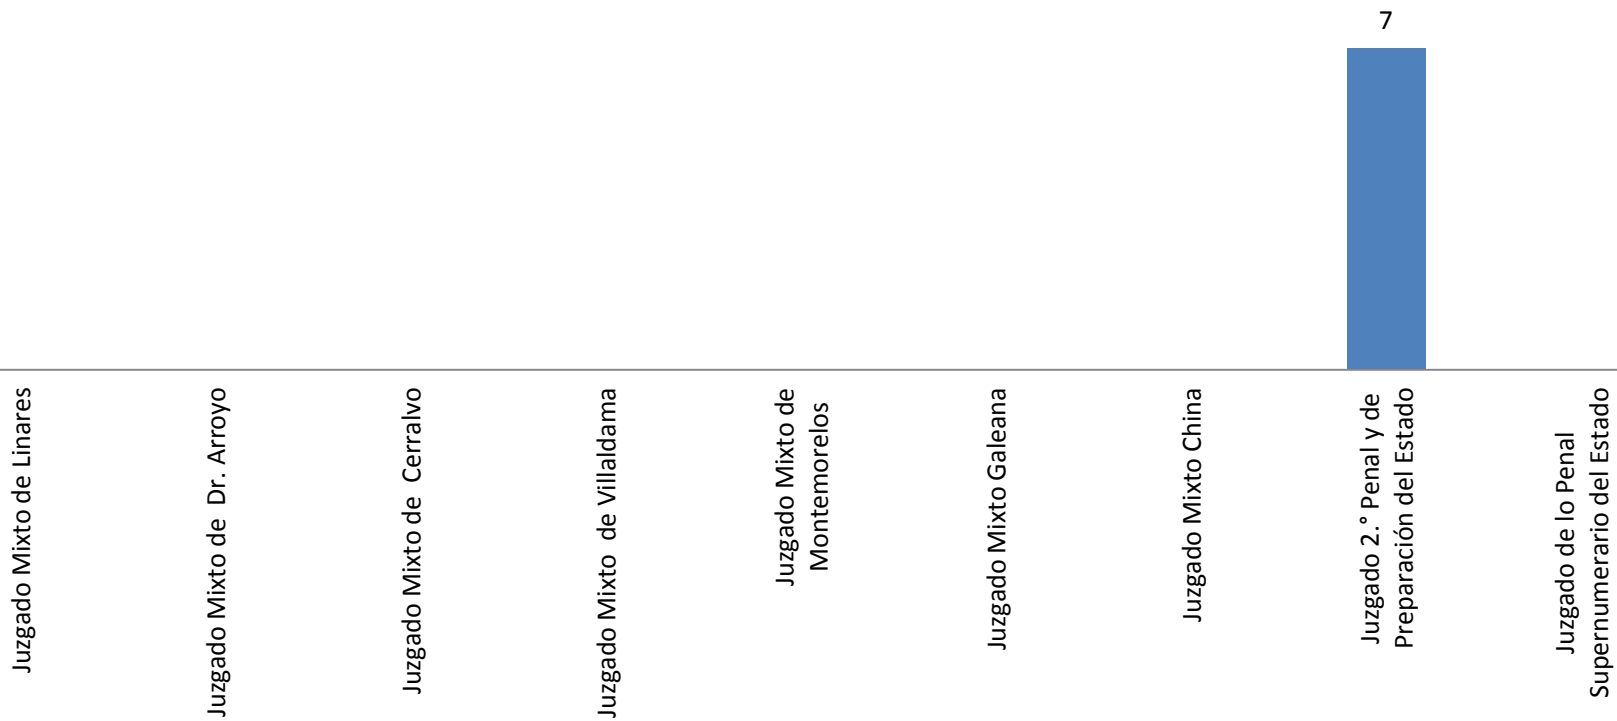 7
Juzgado Mixto de Linares
Juzgado Mixto de  Dr. Arroyo
Juzgado Mixto de  Cerralvo
Juzgado Mixto  de Villaldama
Juzgado Mixto de
Montemorelos
Juzgado Mixto Galeana
Juzgado Mixto China
Juzgado 2.° Penal y de
Preparación del Estado
Juzgado de lo Penal
Supernumerario del Estado